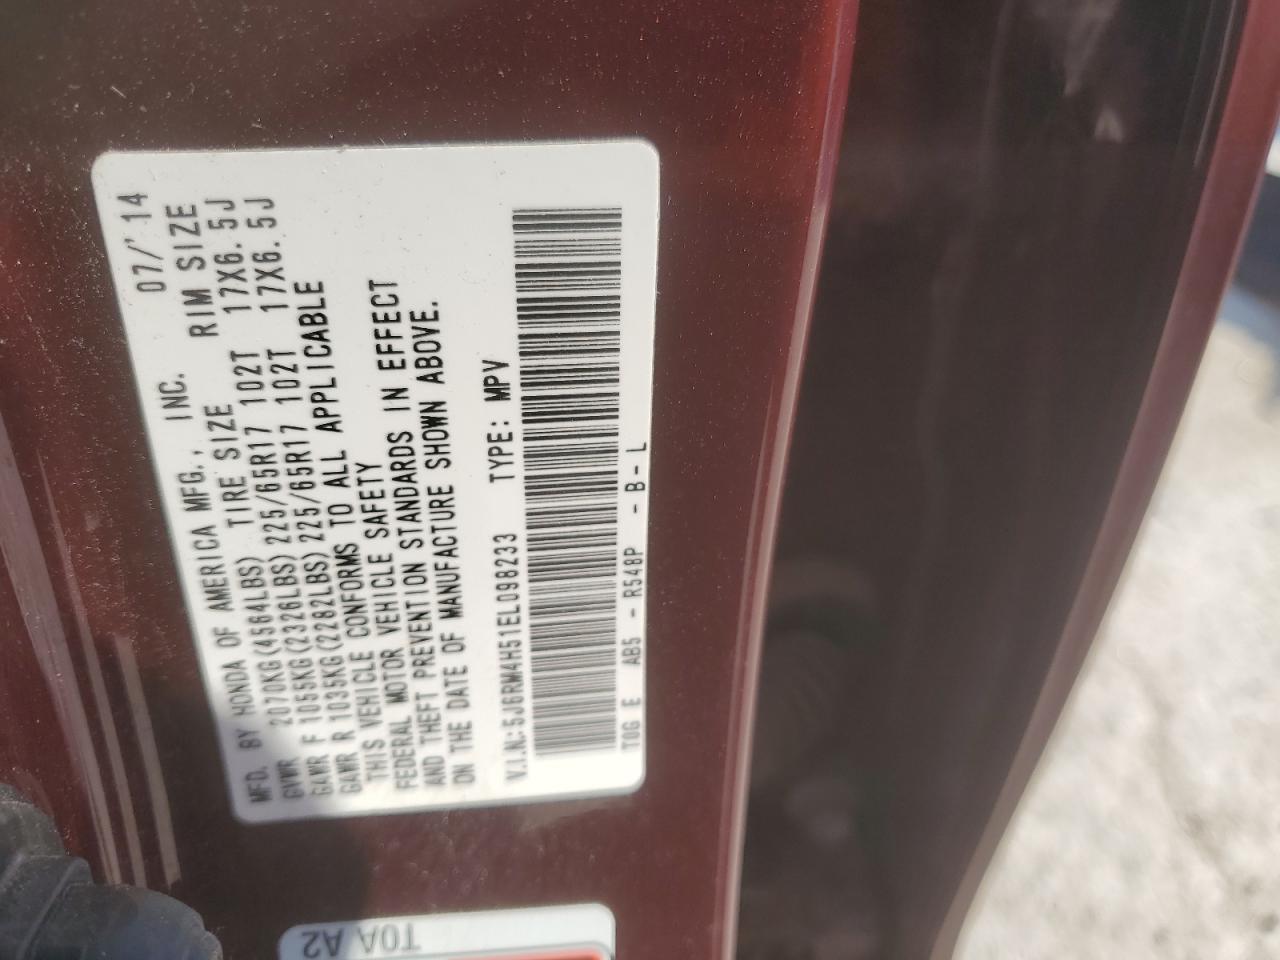 MFD. BY HONDA OF AMERICA MFG., INC. 07/'14
GVWR 2070KG(4564LBS) TIRE SIZE RIM SIZE
GAWR F 1055KG(2326LBS) 225/65R17 102T 17X6.5J
GAWR R 1035KG(2282LBS) 225/65R17 102T 17X6.5J
THIS VEHICLE CONFORMS TO ALL APPLICABLE
FEDERAL MOTOR VEHICLE SAFETY
AND THEFT PREVENTION STANDARDS IN EFFECT
ON THE DATE OF MANUFACTURE SHOWN ABOVE.
V.I.N.:5J6RM4H51EL098233 TYPE: MPV
T0G E AB5 -R548P -B-L
T0A A2